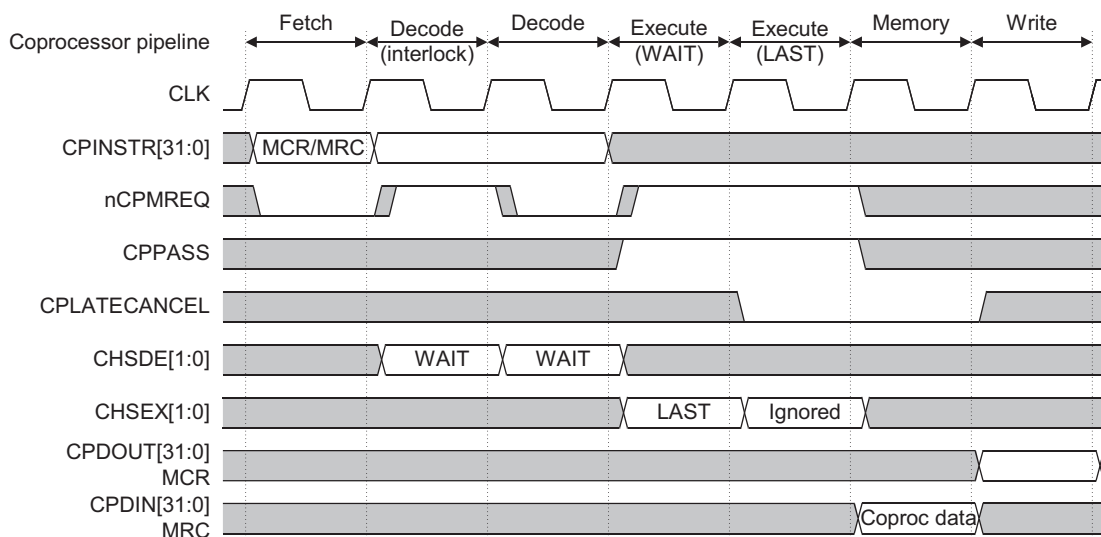 Coprocessor pipeline
Fetch
Decode
(interlock)
Decode
Execute
(WAIT)
Execute
(LAST)
Memory
Write
CLK
CPINSTR[31:0]
MCR/MRC
nCPMREQ
CPPASS
CPLATECANCEL
CHSDE[1:0]
WAIT
WAIT
CHSEX[1:0]
LAST
Ignored
CPDOUT[31:0]
MCR
CPDIN[31:0]
MRC
Coproc data